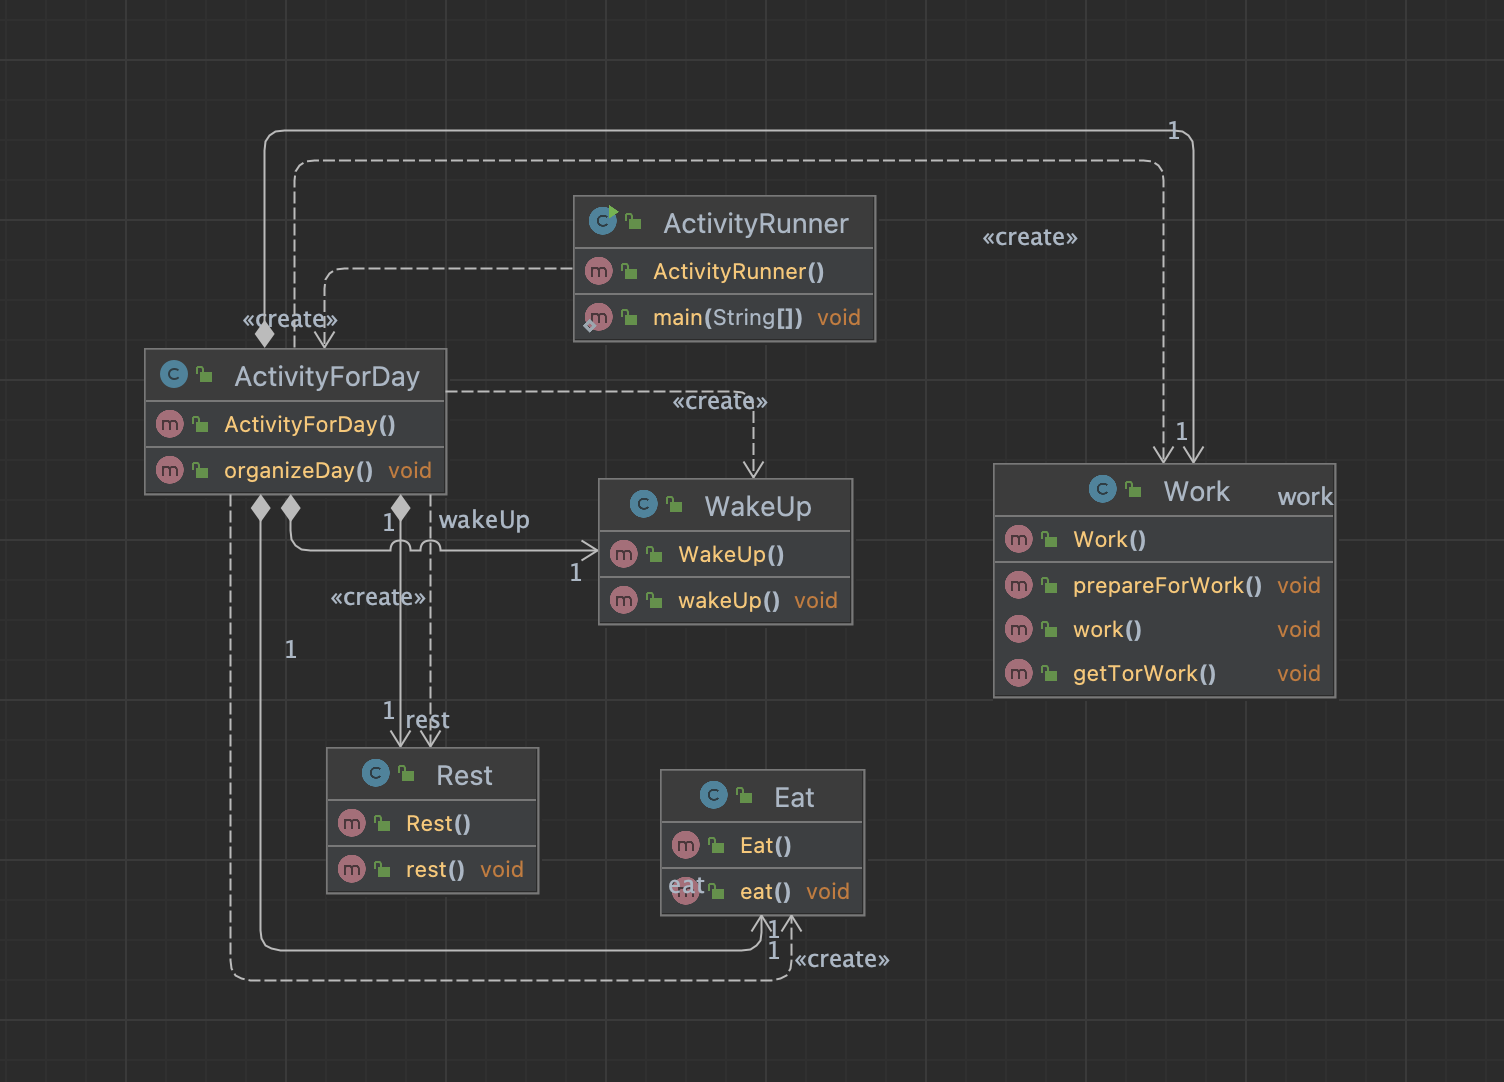 1
«create»
ActivityRunner
ActivityRunner()
main(String[]) void
«create»
ActivityForDay
ActivityForDay()
organizeDay() void
«create»
1
WakeUp
WakeUp()
wakeUp() void
Work
work
Work()
prepareForWork() void
work() void
getTorWork() void
1
wakeUp
1
«create»
1
1
rest
Rest
Rest()
rest() void
Eat
Eat()
eat
eat() void
1
1
«create»